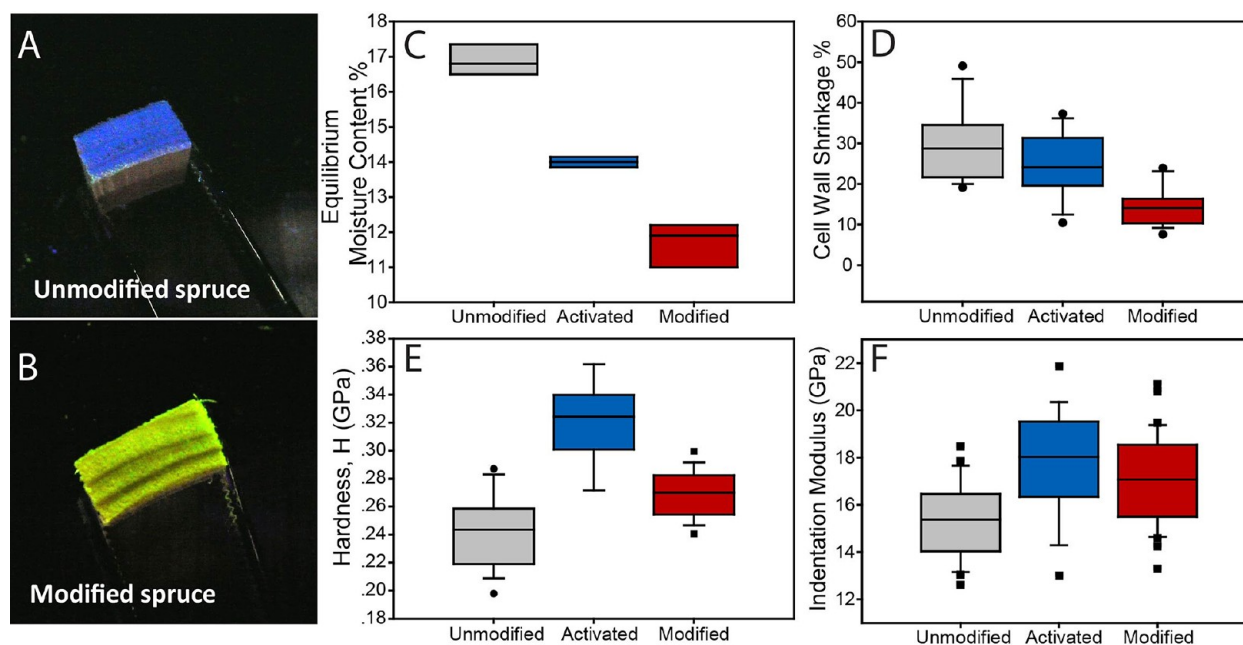 A
Unmodified spruce
B
Modified spruce
C
Equilibrium
Moisture Content %
18
17
16
15
14
13
12
11
10
Unmodified Activated Modified
D
Cell Wall Shrinkage %
60
50
40
30
20
10
0
Unmodified Activated Modified
E
Hardness, H (GPa)
.38
.36
.34
.32
.30
.28
.26
.24
.22
.20
.18
Unmodified Activated Modified
F
Indentation Modulus (GPa)
22
20
18
16
14
12
Unmodified Activated Modified